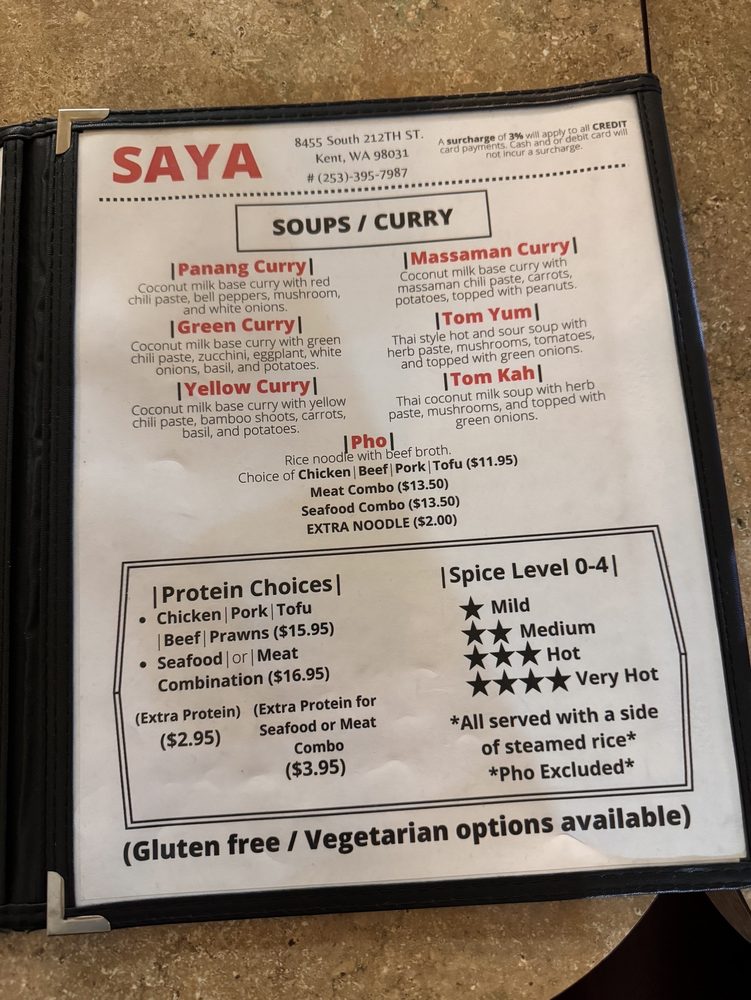 SAYA
8455 South 212TH ST.
Kent, WA 98031
# (253)-395-7987
A surcharge of 3% will apply to all CREDIT
card payments. Cash and or debit card will
not incur a surcharge.
SOUPS / CURRY
|Panang Curry|
Coconut milk base curry with red
chili paste, bell peppers, mushroom,
and white onions.
|Green Curry|
Coconut milk base curry with green
chili paste, zucchini, eggplant, white
onions, basil, and potatoes.
|Yellow Curry|
Coconut milk base curry with yellow
chili paste, bamboo shoots, carrots,
basil, and potatoes.
|Massaman Curry|
Coconut milk base curry with
massaman chili paste, carrots,
potatoes, topped with peanuts.
|Tom Yum|
Thai style hot and sour soup with
herb paste, mushrooms, tomatoes,
and topped with green onions.
|Tom Kah|
Thai coconut milk soup with herb
paste, mushrooms, and topped with
green onions.
|Pho|
Rice noodle with beef broth.
Choice of Chicken|Beef|Pork|Tofu ($11.95)
Meat Combo ($13.50)
Seafood Combo ($13.50)
EXTRA NOODLE ($2.00)
|Protein Choices|
• Chicken|Pork|Tofu
|Beef|Prawns ($15.95)
• Seafood|or|Meat
Combination ($16.95)
(Extra Protein)
($2.95)
(Extra Protein for
Seafood or Meat
Combo
($3.95)
|Spice Level 0-4|
★ Mild
★★ Medium
★★★ Hot
★★★★ Very Hot
*All served with a side
of steamed rice*
*Pho Excluded*
(Gluten free / Vegetarian options available)